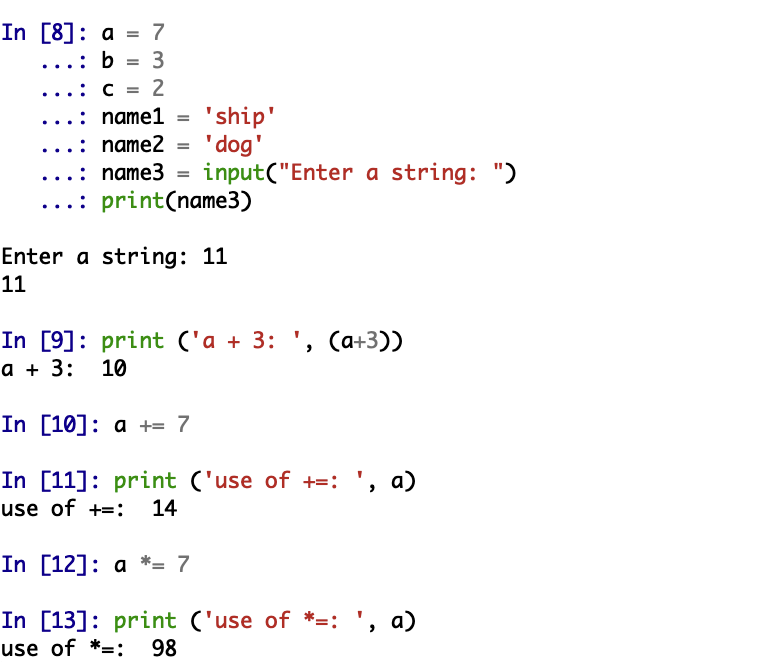 In [8]: a = 7
   ...: b = 3
   ...: c = 2
   ...: name1 = 'ship'
   ...: name2 = 'dog'
   ...: name3 = input("Enter a string: ")
   ...: print(name3)
Enter a string: 11
11
In [9]: print ('a + 3: ', (a+3))
a + 3:  10
In [10]: a += 7
In [11]: print ('use of +=: ', a)
use of +=:  14
In [12]: a *= 7
In [13]: print ('use of *=: ', a)
use of *=:  98